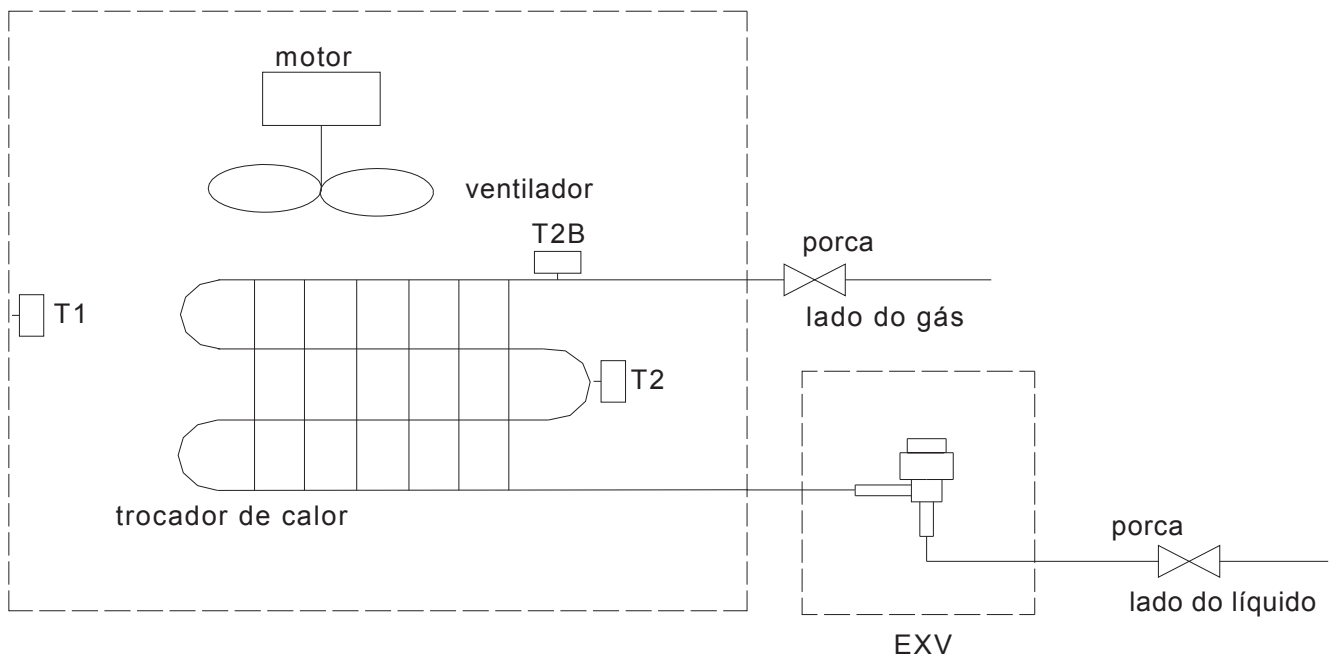 motor
ventilador
T2B
porca
lado do gás
T1
T2
trocador de calor
porca
lado do líquido
EXV